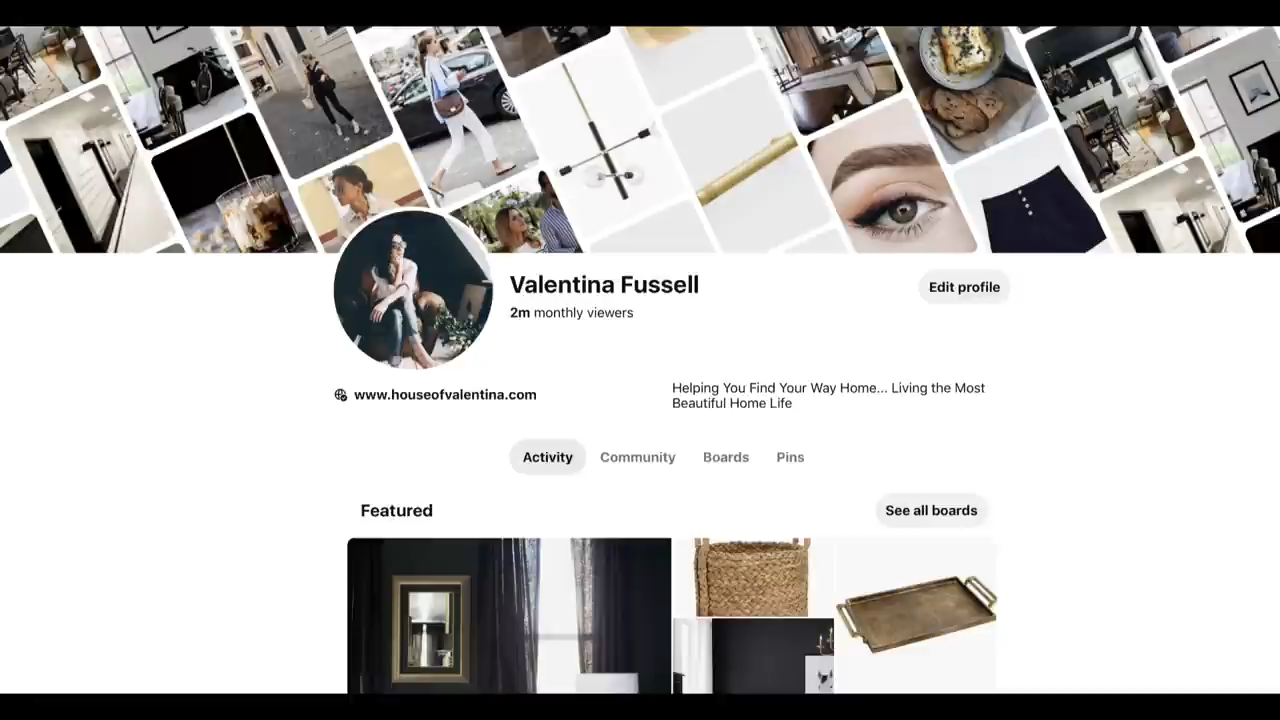 Valentina Fussell
Edit profile
2m monthly viewers
www.houseofvalentina.com
Helping You Find Your Way Home... Living the Most
Beautiful Home Life
Activity
Community
Boards
Pins
Featured
See all boards